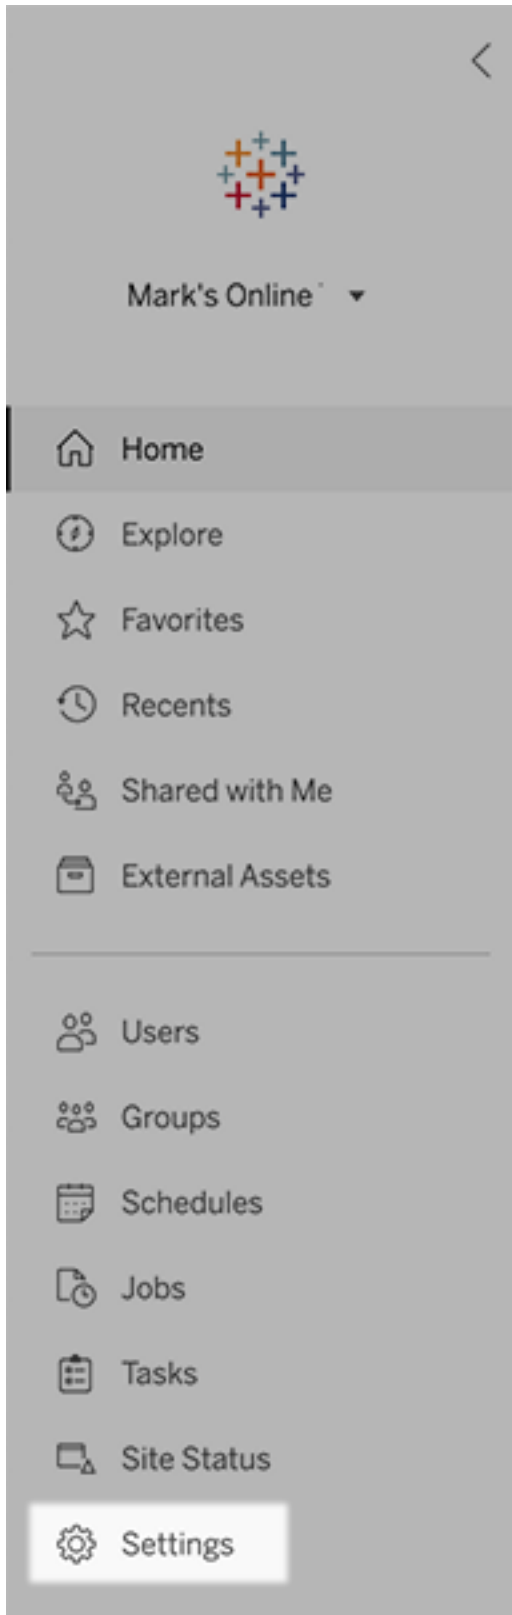 Mark's Online
Home
Explore
Favorites
Recents
Shared with Me
External Assets
Users
Groups
Schedules
Jobs
Tasks
Site Status
Settings